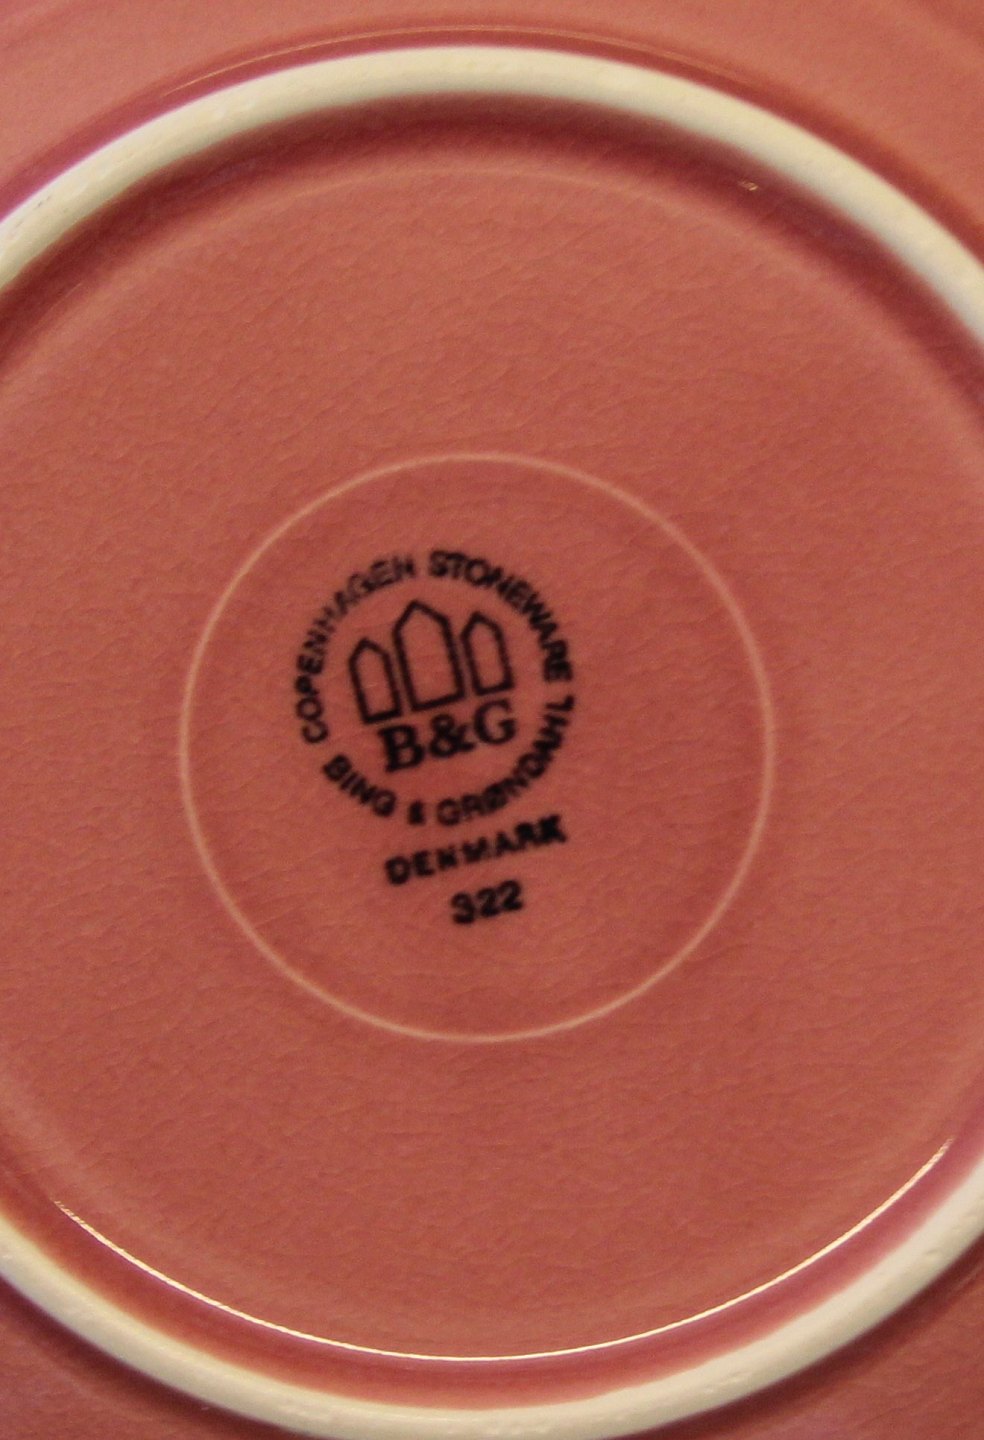 COPENHAGEN STONEWARE
B&G
BING & GRØNDAHL
DENMARK
322